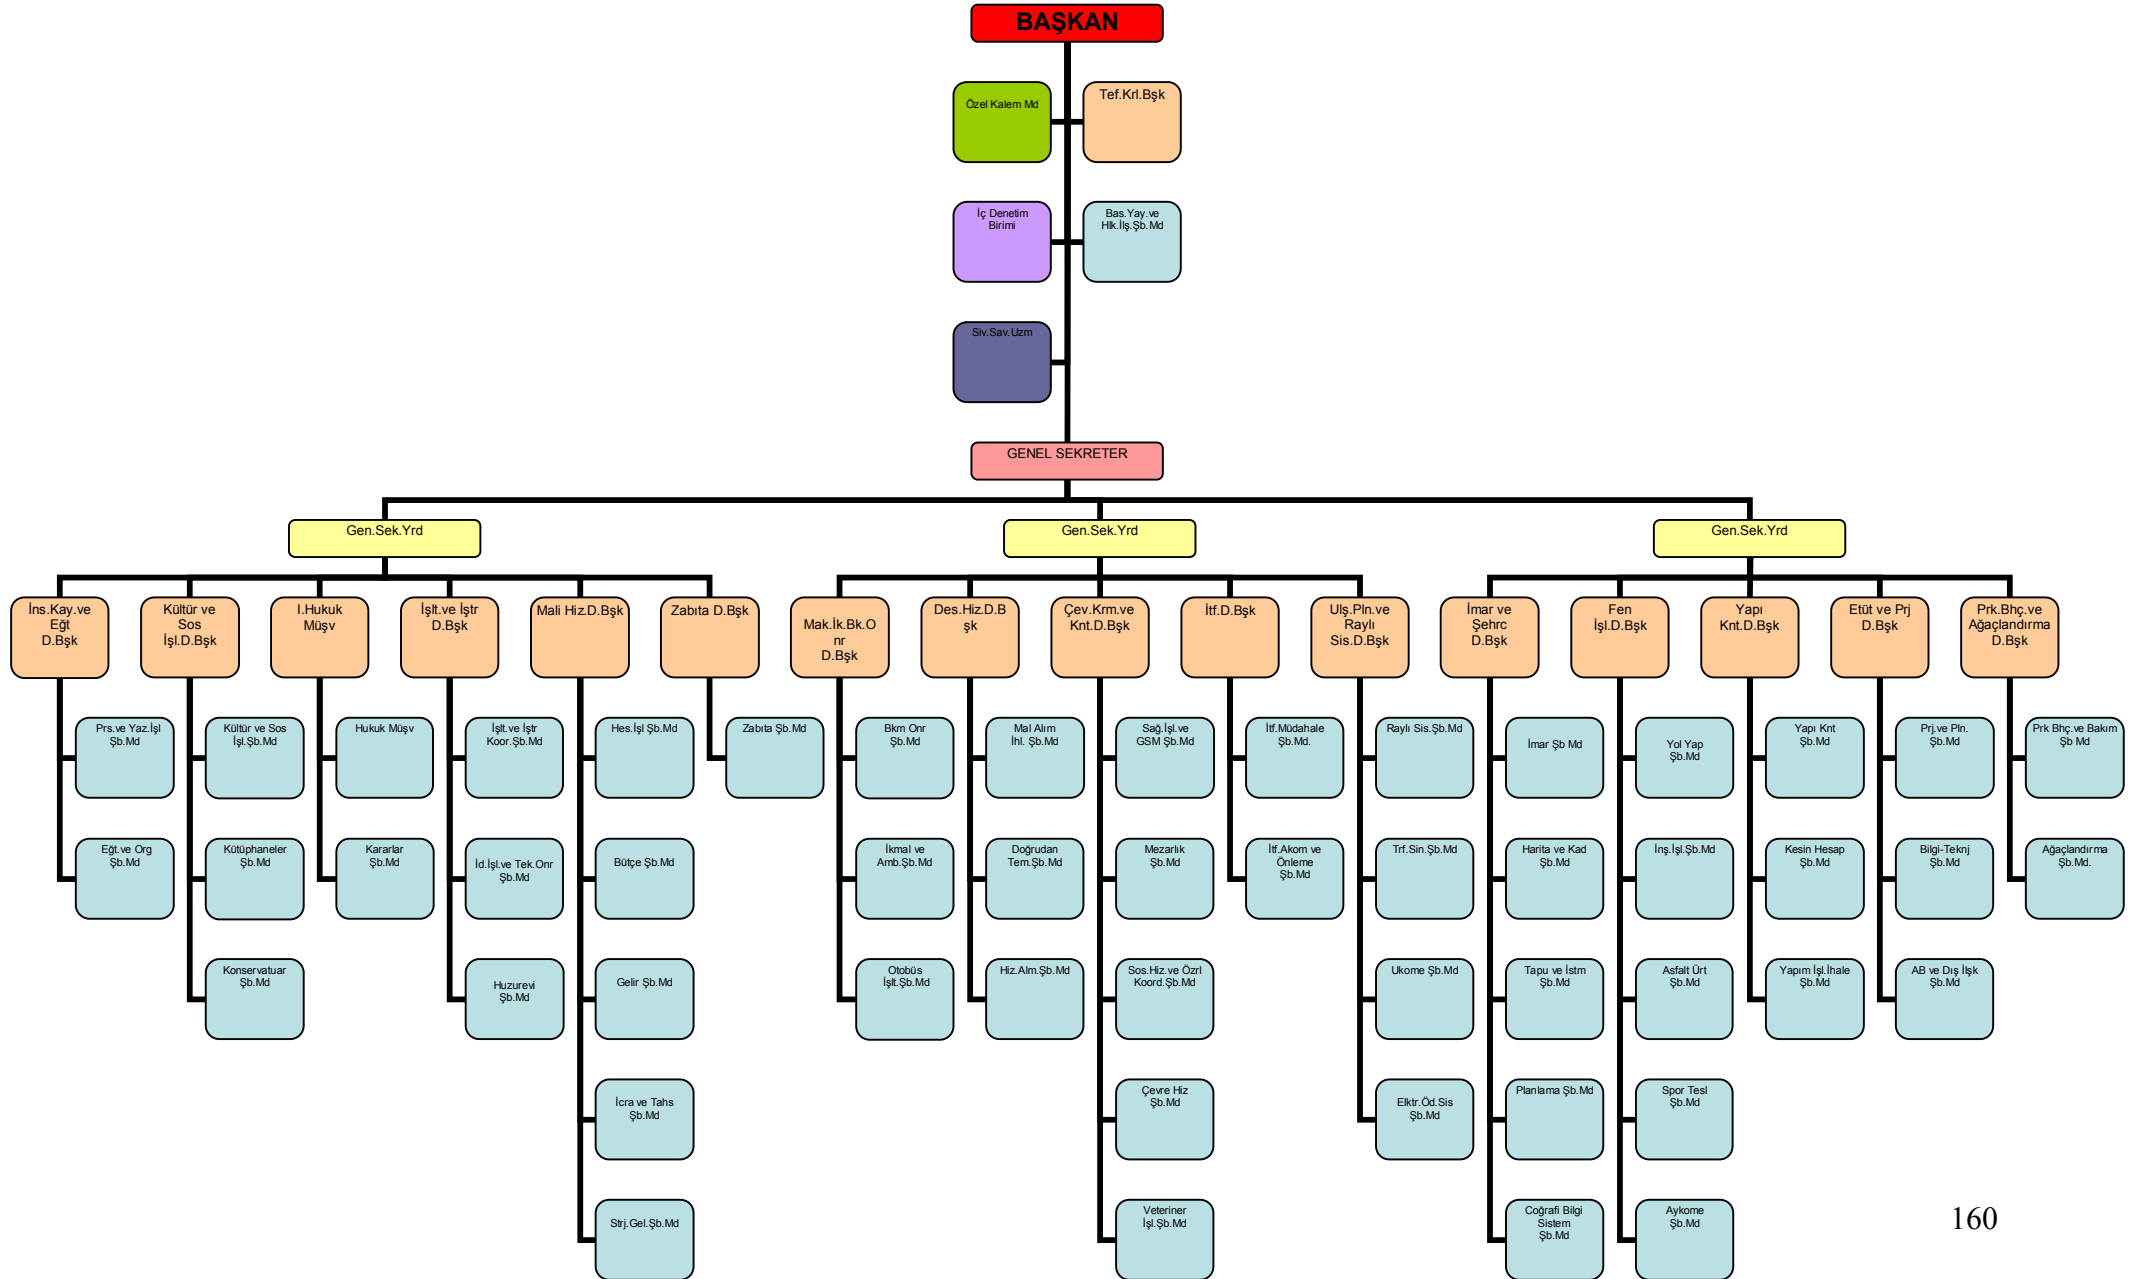 BAŞKAN
Özel Kalem Md
Tef.Krl.Bşk
İç Denetim
Birimi
Bas.Yay.ve
Hlk.İlş.Şb.Md
Siv.Sav.Uzm
GENEL SEKRETER
Gen.Sek.Yrd
Gen.Sek.Yrd
Gen.Sek.Yrd
İns.Kay.ve
Eğt
D.Bşk
Kültür ve
Sos
İşl.D.Bşk
I.Hukuk
Müşv
İşlt.ve İştr
D.Bşk
Mali Hiz.D.Bşk
Zabıta D.Bşk
Mak.İk.Bk.O
nr
D.Bşk
Des.Hiz.D.B
şk
Çev.Krm.ve
Knt.D.Bşk
İtf.D.Bşk
Ulş.Pln.ve
Raylı
Sis.D.Bşk
İmar ve
Şehrc
D.Bşk
Fen
İşl.D.Bşk
Yapı
Knt.D.Bşk
Etüt ve Prj
D.Bşk
Prk.Bhç.ve
Ağaçlandırma
D.Bşk
Prs.ve Yaz.İşl
Şb.Md
Kültür ve Sos
İşl.Şb.Md
Hukuk Müşv
İşlt.ve İştr
Koor.Şb.Md
Hes.İşl Şb.Md
Zabıta Şb.Md
Bkm Onr
Şb.Md
Mal Alım
İhl. Şb.Md
Sağ.İşl.ve
GSM Şb.Md
İtf.Müdahale
Şb.Md.
Raylı Sis.Şb.Md
İmar Şb Md
Yol Yap
Şb.Md
Yapı Knt
Şb.Md
Prj.ve Pln.
Şb.Md
Prk Bhç.ve Bakım
Şb Md
Eğt.ve Org
Şb.Md
Kütüphaneler
Şb.Md
Kararlar
Şb.Md
İd.İşl.ve Tek.Onr
Şb.Md
Bütçe Şb.Md
İkmal ve
Amb.Şb.Md
Doğrudan
Tem.Şb.Md
Mezarlık
Şb.Md
İtf.Akom ve
Önleme
Şb.Md
Trf.Sin.Şb.Md
Harita ve Kad
Şb.Md
İnş.İşl.Şb.Md
Kesin Hesap
Şb.Md
Bilgi-Teknj
Şb.Md
Ağaçlandırma
Şb.Md.
Konservatuar
Şb.Md
Huzurevi
Şb.Md
Gelir Şb.Md
Otobüs
İşlt.Şb.Md
Hiz.Alm.Şb.Md
Sos.Hiz.ve Özrl
Koord.Şb.Md
Ukome Şb.Md
Tapu ve İstm
Şb.Md
Asfalt Ürt
Şb.Md
Yapım İşl.İhale
Şb.Md
AB ve Dış İlşk
Şb.Md
İcra ve Tahs
Şb.Md
Çevre Hiz
Şb.Md
Elktr.Öd.Sis
Şb.Md
Planlama Şb.Md
Spor Tesl
Şb.Md
Strj.Gel.Şb.Md
Veteriner
İşl.Şb.Md
Coğrafi Bilgi
Sistem
Şb.Md
Aykome
Şb.Md
160